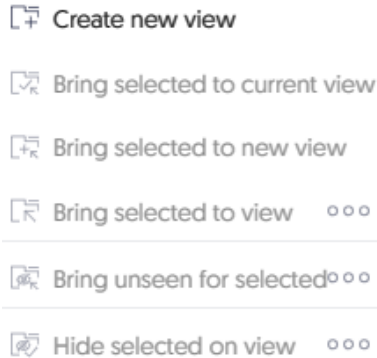 Create new view
Bring selected to current view
Bring selected to new view
Bring selected to view
Bring unseen for selected
Hide selected on view